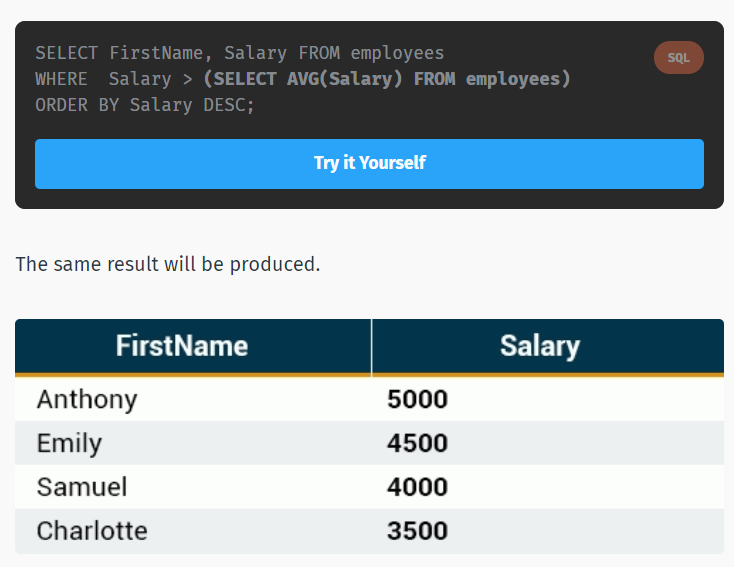 SELECT FirstName, Salary FROM employees
SQL
WHERE  Salary > (SELECT AVG(Salary) FROM employees)
ORDER BY Salary DESC;
Try it Yourself
The same result will be produced.
FirstName Salary
Anthony 5000
Emily 4500
Samuel 4000
Charlotte 3500